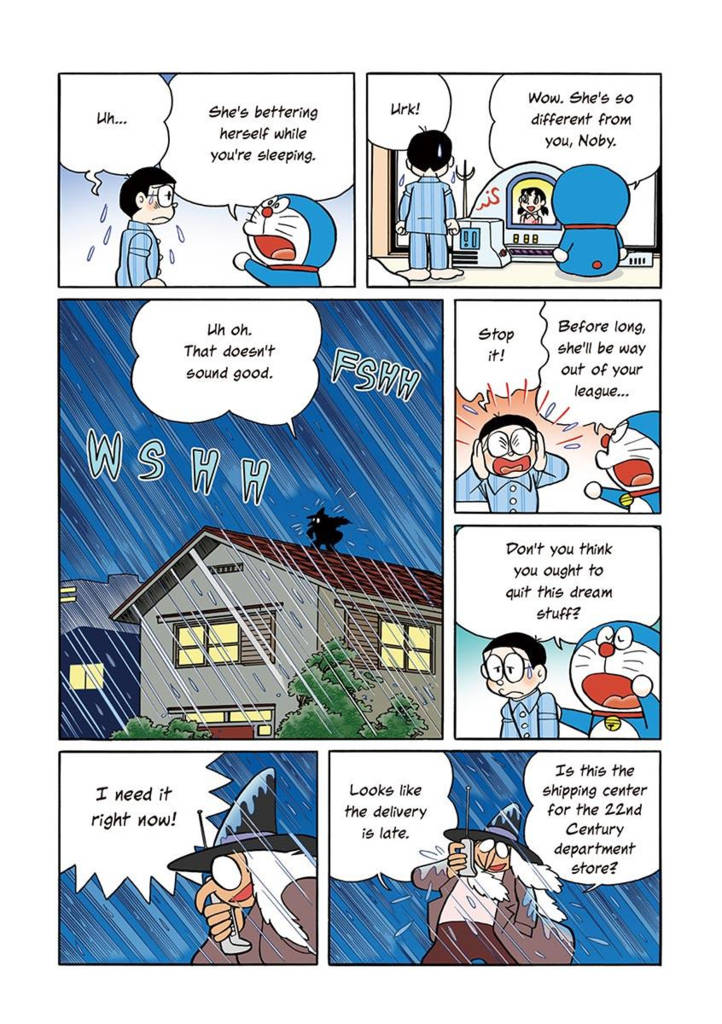 Wow. She's so
different from
you, Noby.
Urk!
She's bettering
herself while
you're sleeping.
Uh...
Before long,
she'll be way
out of your
league...
Stop
it!
Don't you think
you ought to
quit this dream
stuff?
Uh oh.
That doesn't
sound good.
FSHH
WSHH
Is this the
shipping center
for the 22nd
Century
department
store?
Looks like
the delivery
is late.
I need it
right now!